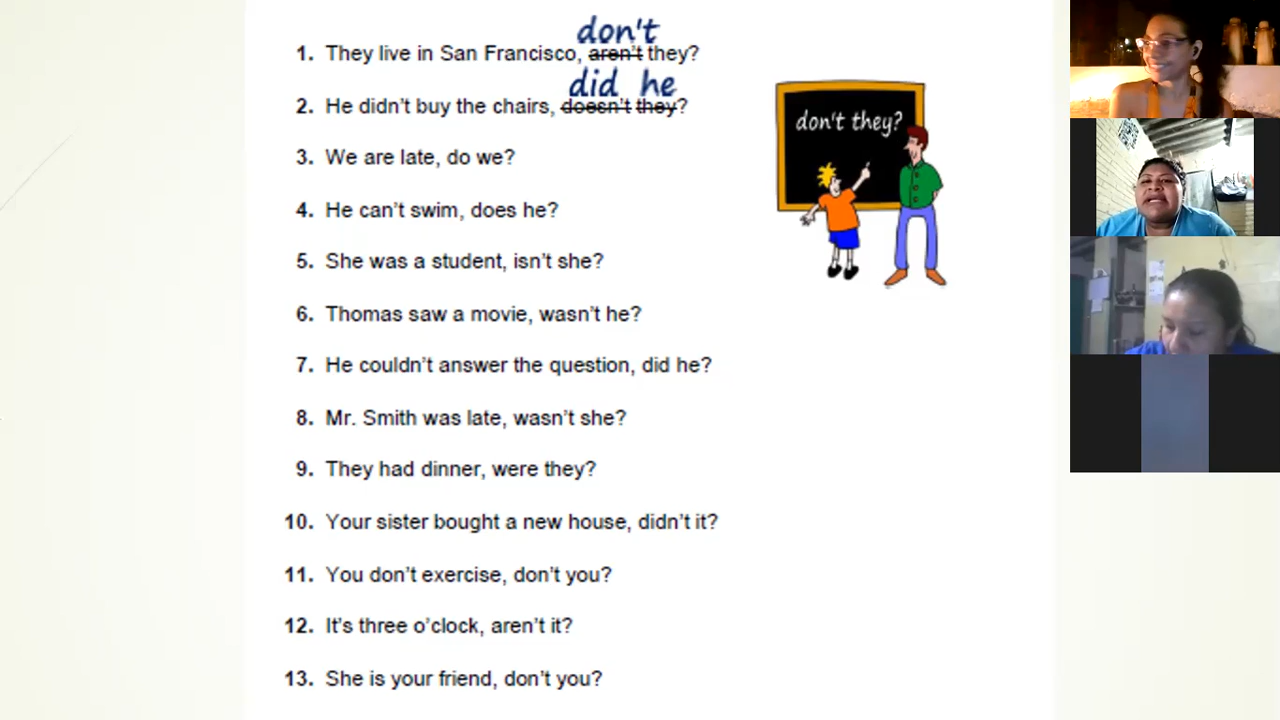 don't
1. They live in San Francisco, aren't they?
did he
2. He didn't buy the chairs, doesn't they?
don't they?
3. We are late, do we?
4. He can't swim, does he?
5. She was a student, isn't she?
6. Thomas saw a movie, wasn't he?
7. He couldn't answer the question, did he?
8. Mr. Smith was late, wasn't she?
9. They had dinner, were they?
10. Your sister bought a new house, didn't it?
11. You don't exercise, don't you?
12. It's three o'clock, aren't it?
13. She is your friend, don't you?